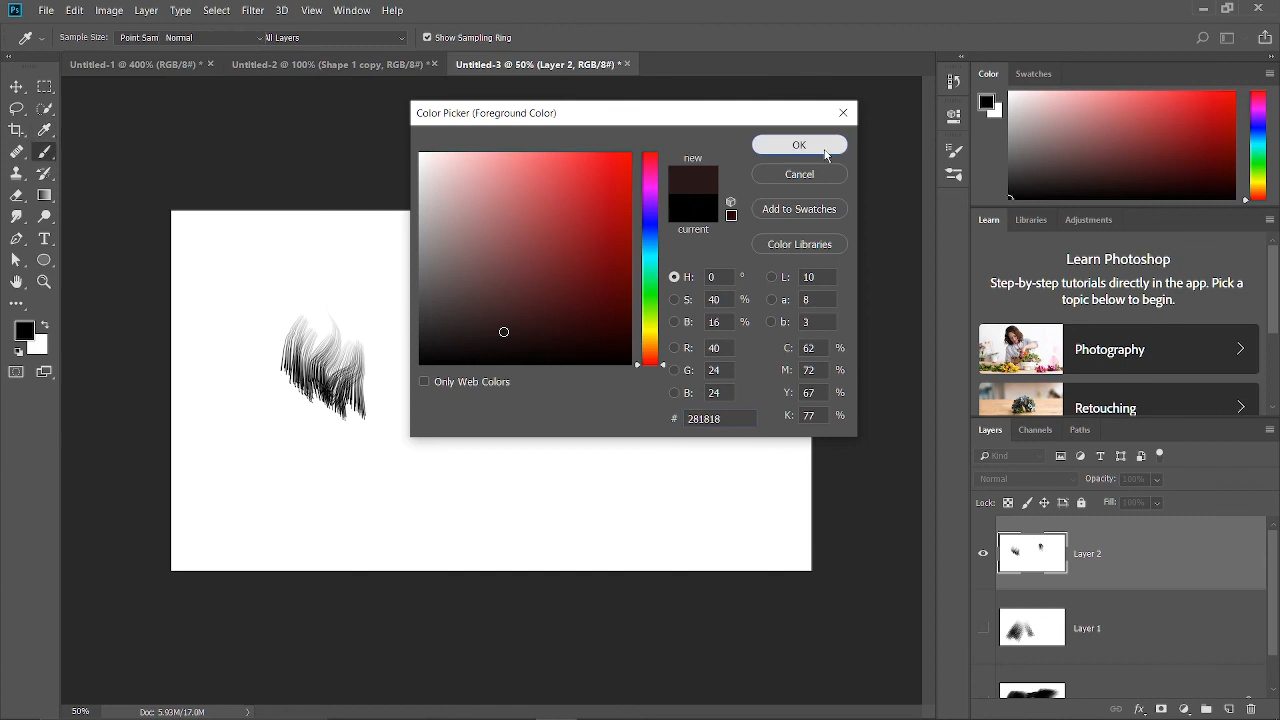 Ps File Edit Image Layer Type Select Filter 3D View Window Help
Sample Size: Point Sam Normal All Layers Show Sampling Ring
Untitled-1 @ 400% (RGB/8#) * × Untitled-2 @ 100% (Shape 1 copy, RGB/8#) * × Untitled-3 @ 50% (Layer 2, RGB/8#) * ×
Color Swatches
Color Picker (Foreground Color)
OK
new
Cancel
Add to Swatches
current
Color Libraries
H: 0 ° L: 10
S: 40 % a: 8
B: 16 % b: 3
R: 40 C: 62 %
G: 24 M: 72 %
B: 24 Y: 67 %
# 281818 K: 77 %
Only Web Colors
Learn Libraries Adjustments
Learn Photoshop
Step-by-step tutorials directly in the app. Pick a
topic below to begin.
Photography
Retouching
Layers Channels Paths
Kind
Normal Opacity: 100%
Lock: Fill: 100%
Layer 2
Layer 1
50% Doc: 5.93M/17.0M